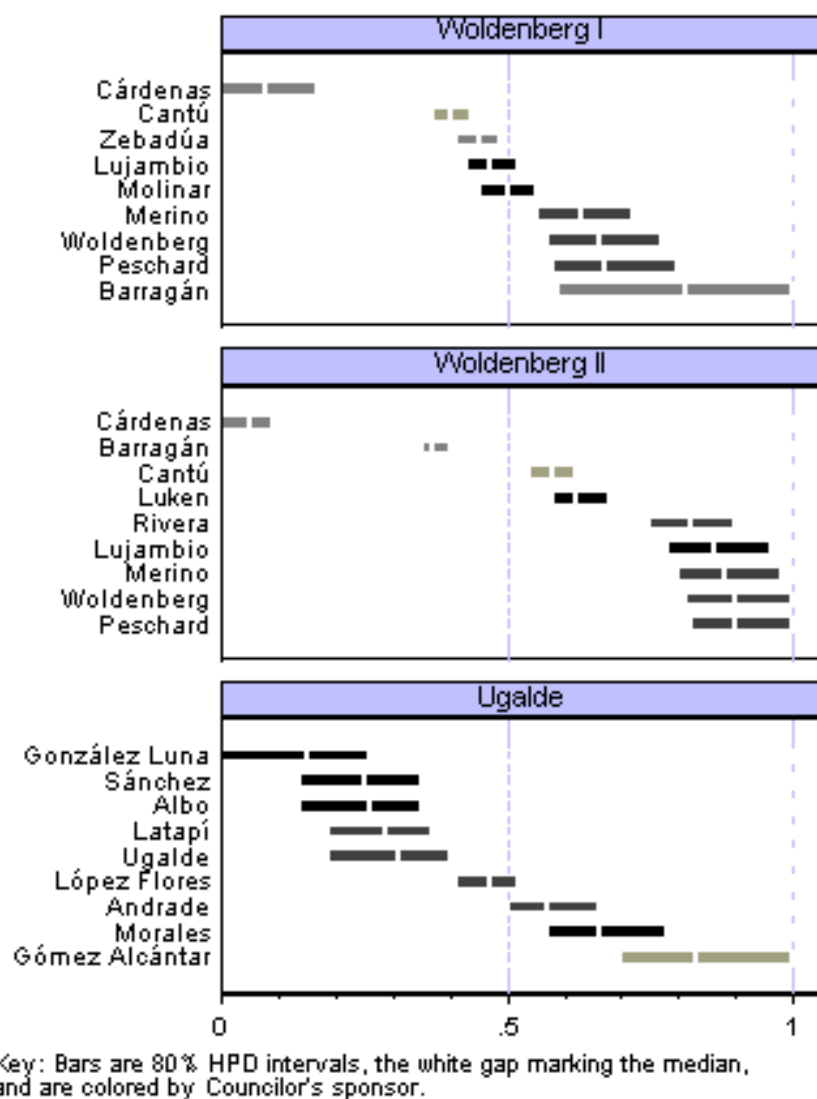 Woldenberg I
Cárdenas
Cantú
Zebadúa
Lujambio
Molinar
Merino
Woldenberg
Peschard
Barragán
Woldenberg II
Cárdenas
Barragán
Cantú
Luken
Rivera
Lujambio
Merino
Woldenberg
Peschard
Ugalde
González Luna
Sánchez
Albo
Latapí
Ugalde
López Flores
Andrade
Morales
Gómez Alcántar
0 .5 1
Key: Bars are 80% HPD intervals, the white gap marking the median,
and are colored by Councilor's sponsor.